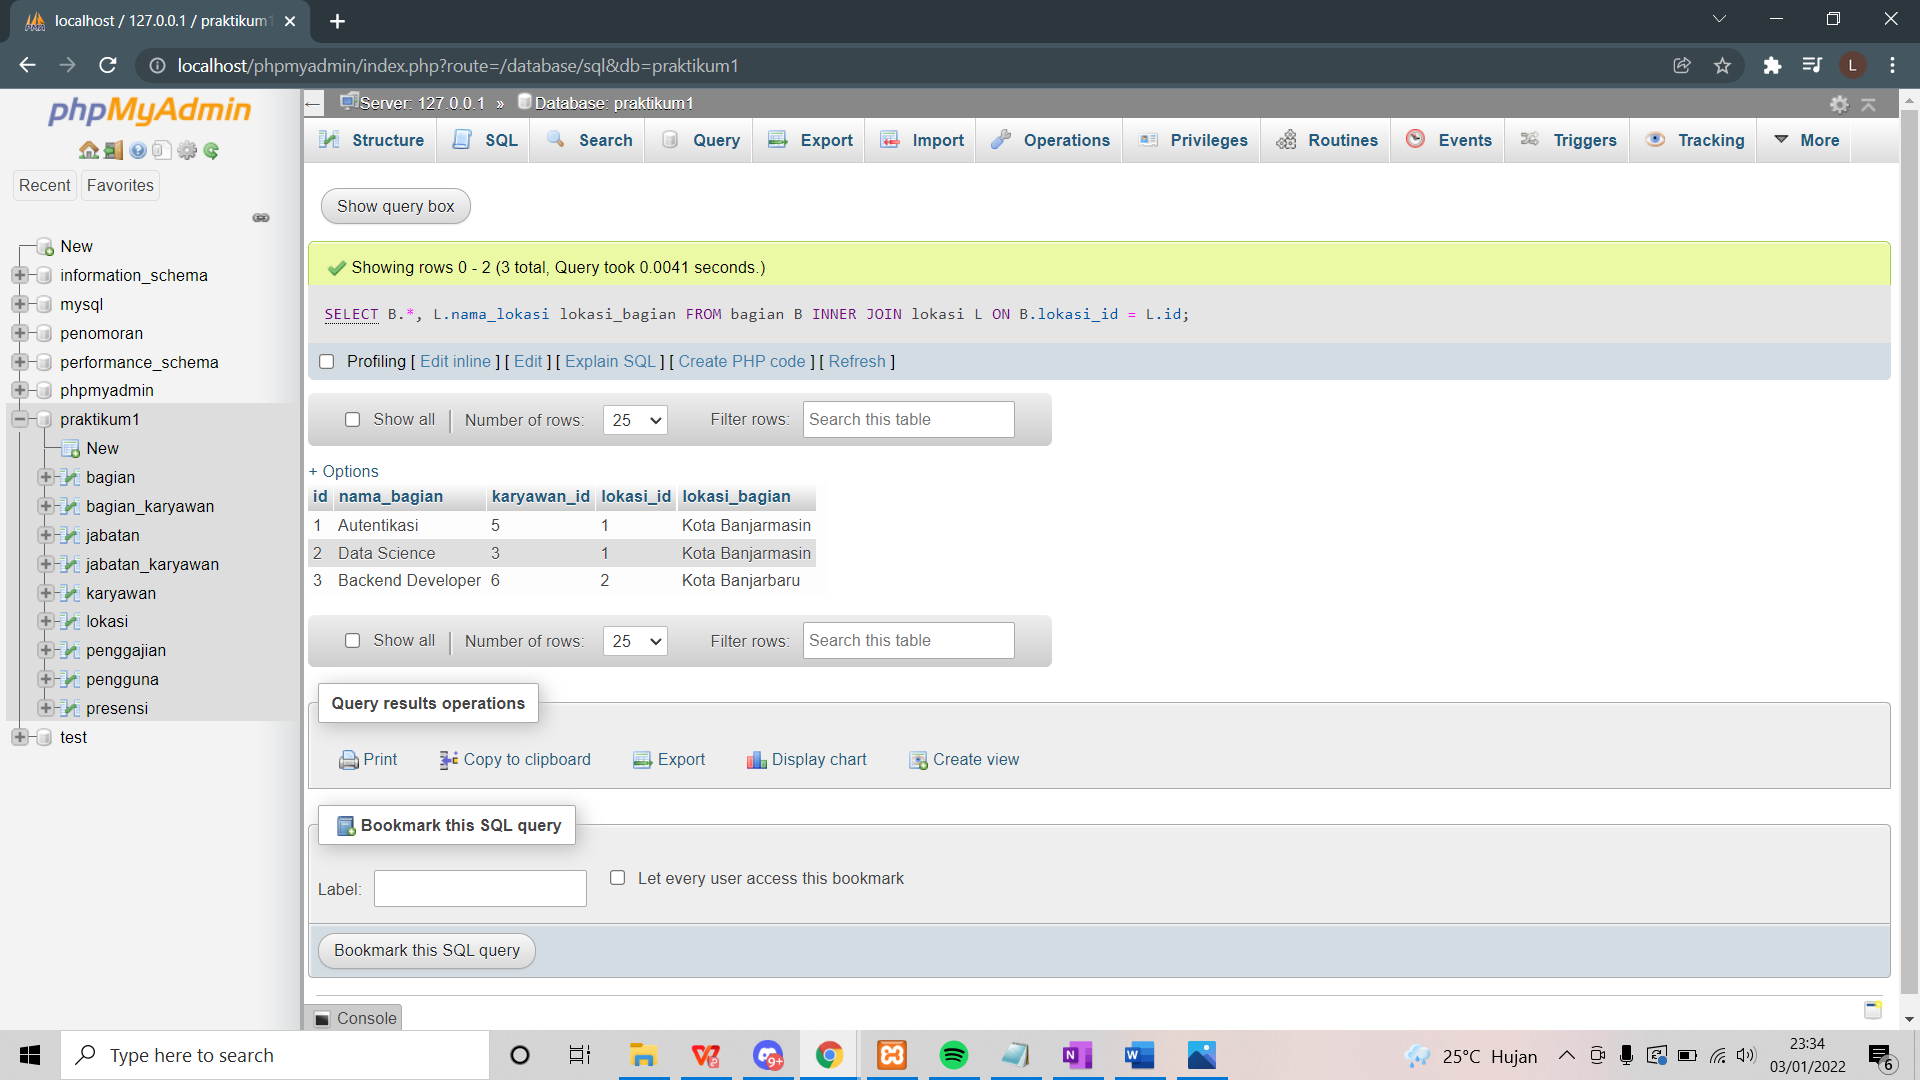 localhost / 127.0.0.1 / praktikum1
localhost/phpmyadmin/index.php?route=/database/sql&db=praktikum1
L
phpMyAdmin
Recent Favorites
New
information_schema
mysql
penomoran
performance_schema
phpmyadmin
praktikum1
New
bagian
bagian_karyawan
jabatan
jabatan_karyawan
karyawan
lokasi
penggajian
pengguna
presensi
test
Server: 127.0.0.1 » Database: praktikum1
Structure SQL Search Query Export Import Operations Privileges Routines Events Triggers Tracking More
Show query box
Showing rows 0 - 2 (3 total, Query took 0.0041 seconds.)
SELECT B.*, L.nama_lokasi lokasi_bagian FROM bagian B INNER JOIN lokasi L ON B.lokasi_id = L.id;
Profiling [ Edit inline ] [ Edit ] [ Explain SQL ] [ Create PHP code ] [ Refresh ]
Show all Number of rows: 25 Filter rows: Search this table
+ Options
id nama_bagian karyawan_id lokasi_id lokasi_bagian
1 Autentikasi 5 1 Kota Banjarmasin
2 Data Science 3 1 Kota Banjarmasin
3 Backend Developer 6 2 Kota Banjarbaru
Show all Number of rows: 25 Filter rows: Search this table
Query results operations
Print Copy to clipboard Export Display chart Create view
Bookmark this SQL query
Label: Let every user access this bookmark
Bookmark this SQL query
Console
Type here to search
9+
N
W
25°C Hujan
23:34
03/01/2022
6